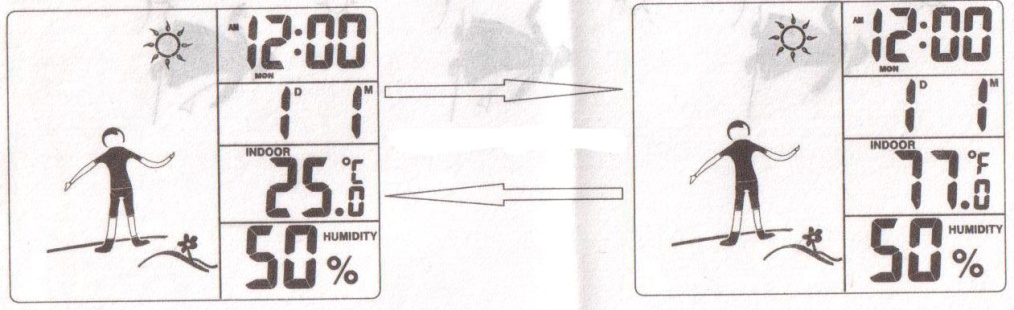 AM 12:00
MON
1 D 1 M
INDOOR
25.0 °C
50 % HUMIDITY
AM 12:00
MON
1 D 1 M
INDOOR
77.0 °F
50 % HUMIDITY